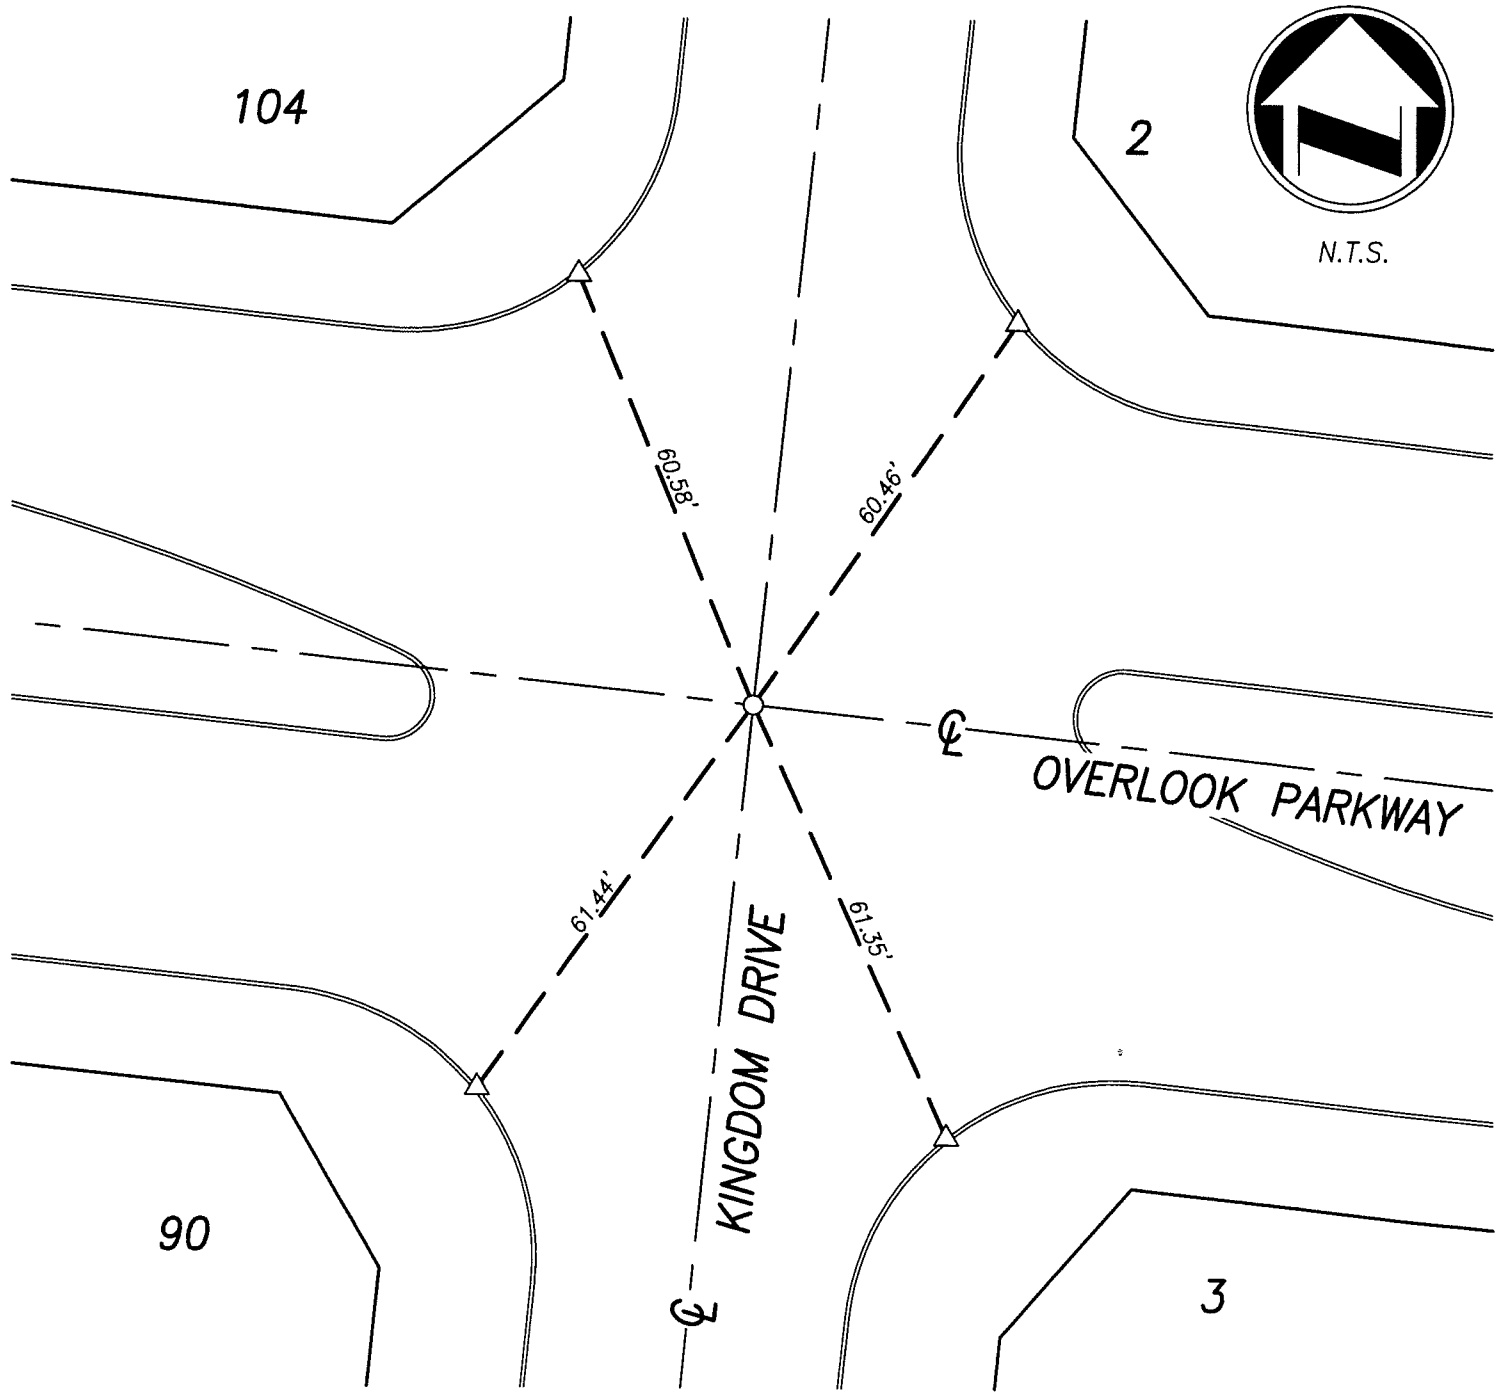 104
2
N
N.T.S.
60.58'
60.46'
℄
OVERLOOK PARKWAY
61.44'
61.35'
KINGDOM DRIVE
90
3
℄